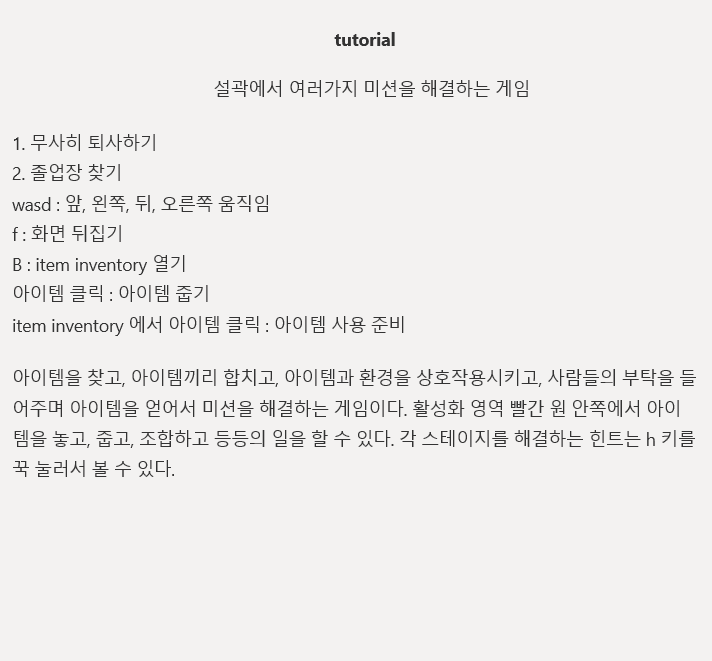 tutorial
설곽에서 여러가지 미션을 해결하는 게임
1. 무사히 퇴사하기
2. 졸업장 찾기
wasd : 앞, 왼쪽, 뒤, 오른쪽 움직임
f : 화면 뒤집기
B : item inventory 열기
아이템 클릭 : 아이템 줍기
item inventory 에서 아이템 클릭 : 아이템 사용 준비
아이템을 찾고, 아이템끼리 합치고, 아이템과 환경을 상호작용시키고, 사람들의 부탁을 들
어주며 아이템을 얻어서 미션을 해결하는 게임이다. 활성화 영역 빨간 원 안쪽에서 아이
템을 놓고, 줍고, 조합하고 등등의 일을 할 수 있다. 각 스테이지를 해결하는 힌트는 h 키를
꾹 눌러서 볼 수 있다.